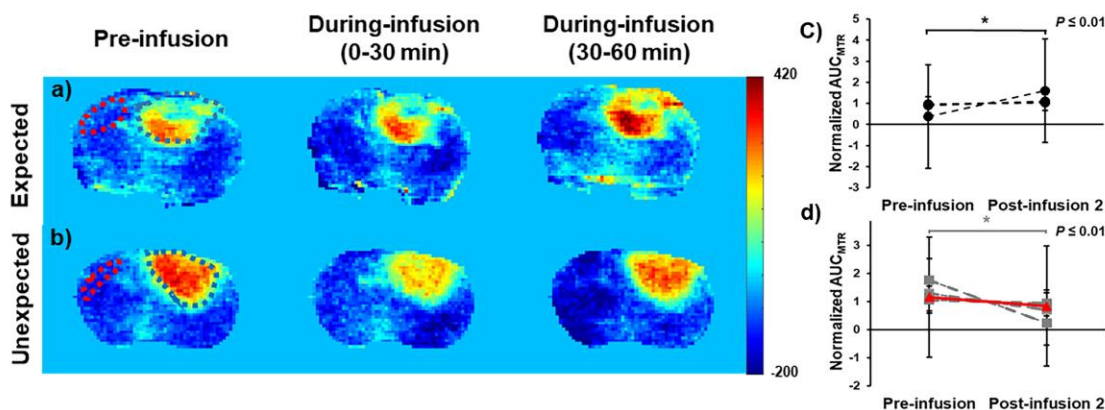 Pre-infusion
During-infusion
(0-30 min)
During-infusion
(30-60 min)
Expected
Unexpected
a)
b)
420
-200
C)
P ≤ 0.01
*
Normalized AUCMTR
5
4
3
2
1
0
-1
-2
-3
Pre-infusion Post-infusion 2
d)
P ≤ 0.01
*
Normalized AUCMTR
3
2
1
0
-1
-2
Pre-infusion Post-infusion 2